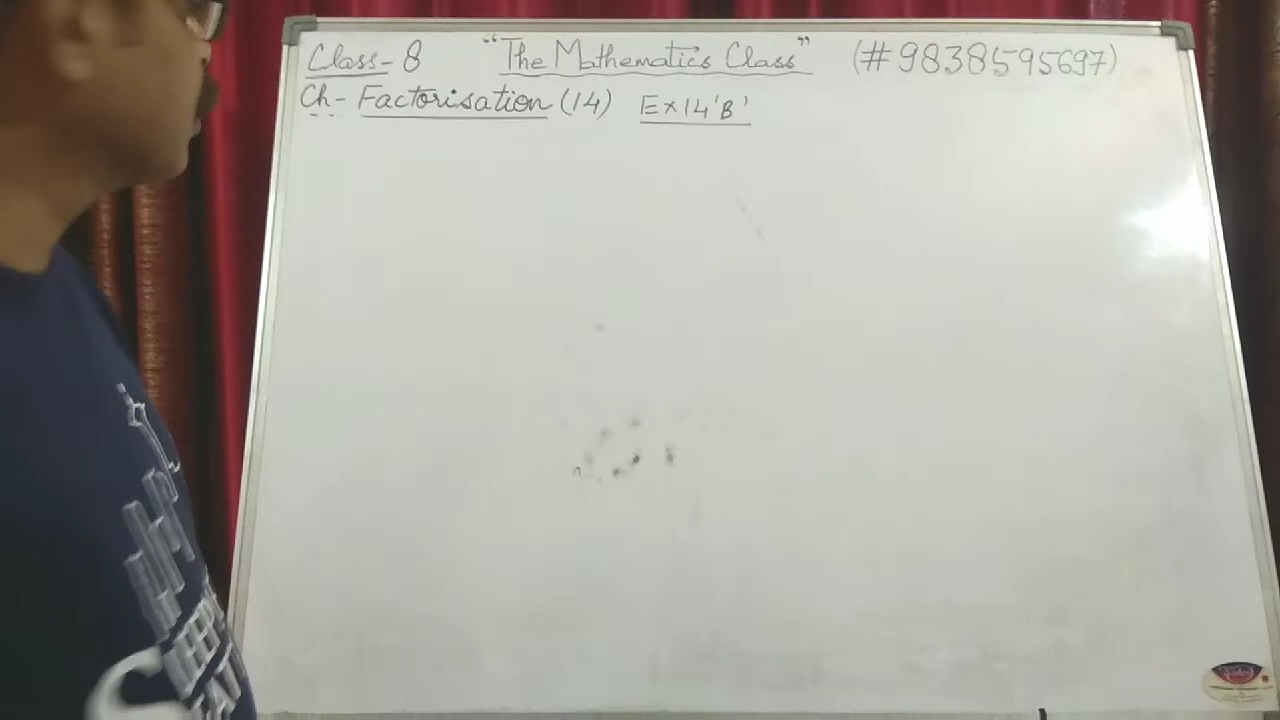 Class-8 "The Mathematics Class" (#9838595697)
Ch- Factorisation (14) Ex14'B'